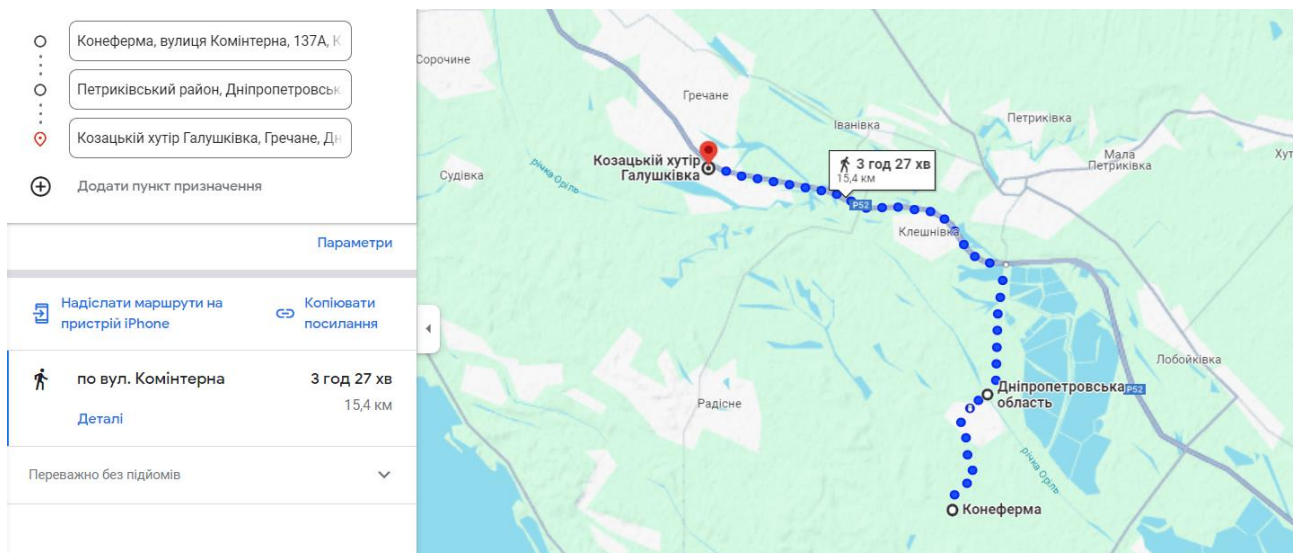 Конеферма, вулиця Комінтерна, 137А, К
Петриківський район, Дніпропетровськ
Козацькій хутір Галушківка, Гречане, Дн
Додати пункт призначення
Параметри
Надіслати маршрути на
пристрій iPhone
Копіювати
посилання
по вул. Комінтерна
3 год 27 хв
15,4 км
Деталі
Переважно без підйомів
Сорочине
Гречане
Іванівка
Петриківка
Мала
Петриківка
Хут
Козацькій хутір
Галушківка
3 год 27 хв
15,4 км
Судівка
річка Оріль
Р52
Клешнівка
Лобойківка
Дніпропетровська
область
Р52
Радісне
річка Оріль
Конеферма